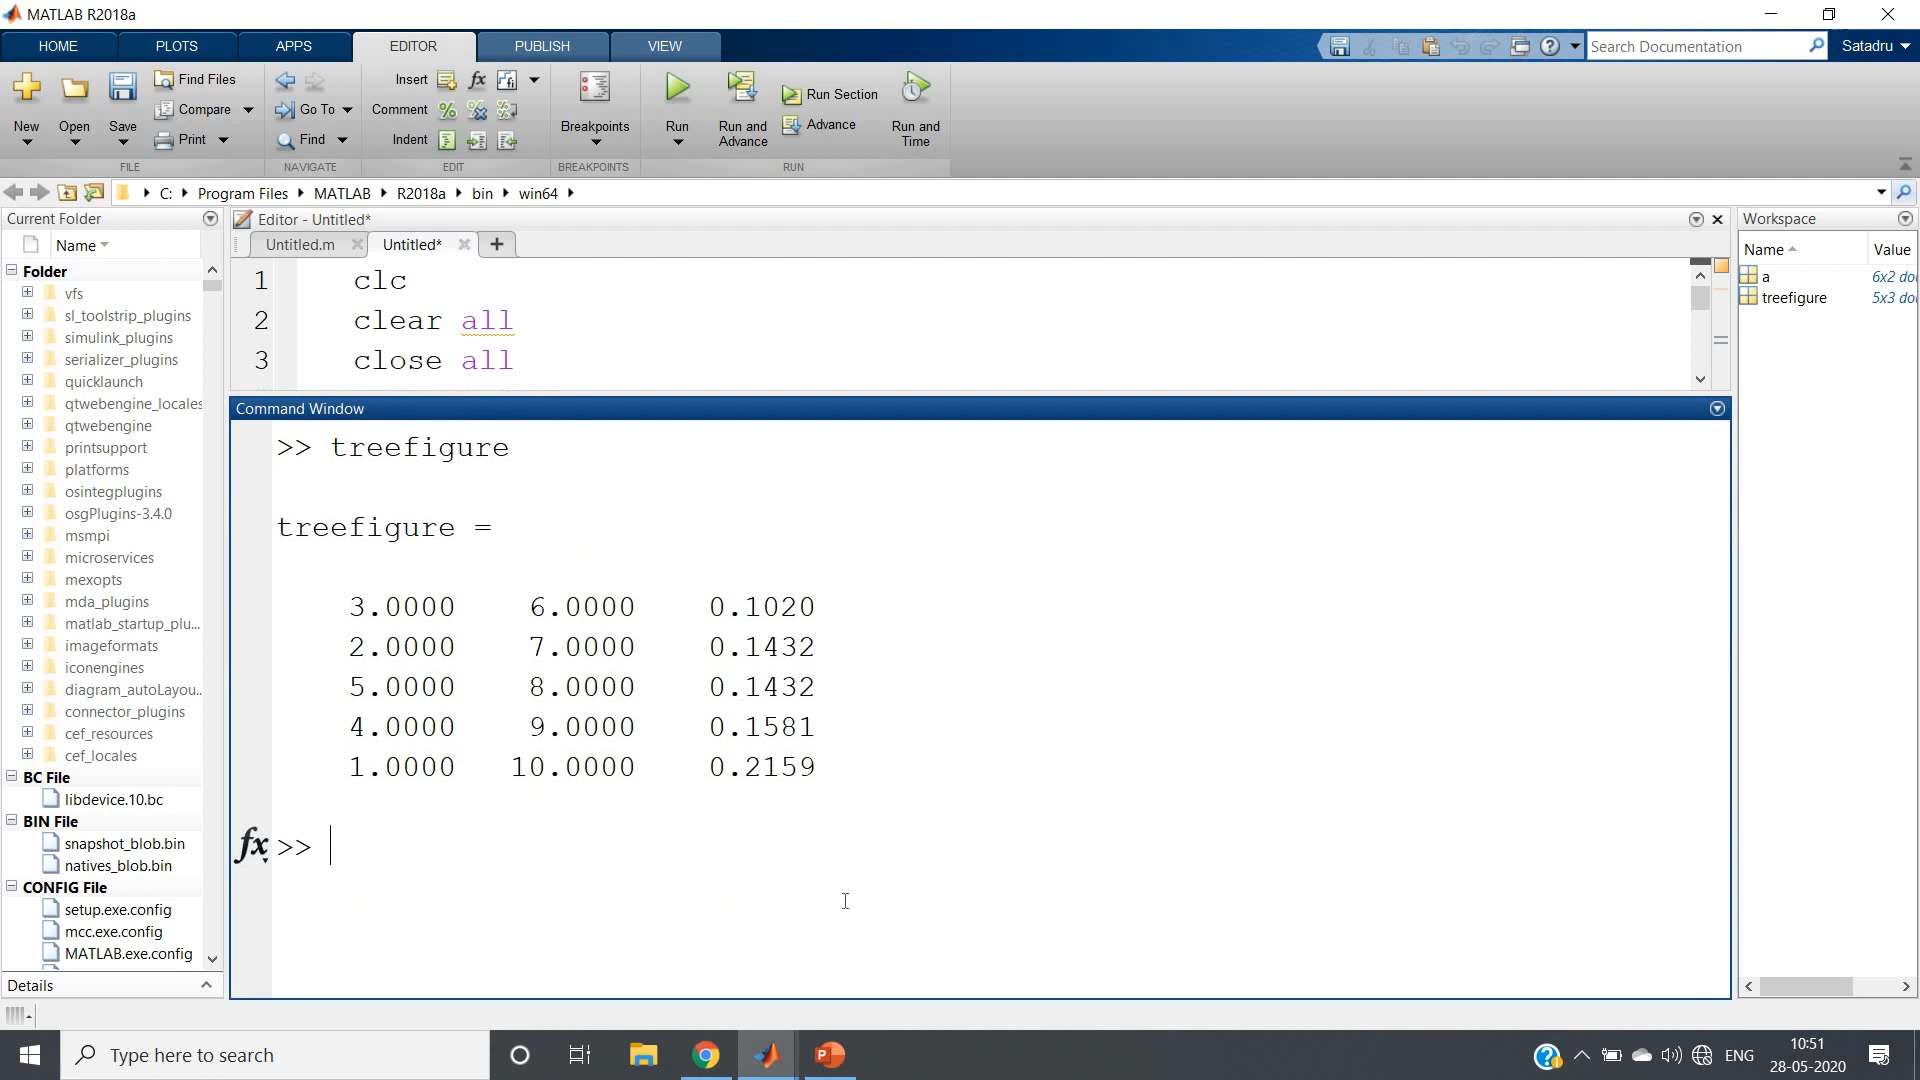 MATLAB R2018a
HOME PLOTS APPS EDITOR PUBLISH VIEW
Search Documentation Satadru
New Open Save Find Files Compare Print
FILE
Go To Find
NAVIGATE
Insert fx fi
Comment % % %
Indent
EDIT
Breakpoints
BREAKPOINTS
Run Run and Advance Run Section Advance Run and Time
RUN
C: Program Files MATLAB R2018a bin win64
Current Folder
Name
Folder
vfs
sl_toolstrip_plugins
simulink_plugins
serializer_plugins
quicklaunch
qtwebengine_locales
qtwebengine
printsupport
platforms
osintegplugins
osgPlugins-3.4.0
msmpi
microservices
mexopts
mda_plugins
matlab_startup_plu...
imageformats
iconengines
diagram_autoLayou...
connector_plugins
cef_resources
cef_locales
BC File
libdevice.10.bc
BIN File
snapshot_blob.bin
natives_blob.bin
CONFIG File
setup.exe.config
mcc.exe.config
MATLAB.exe.config
Details
Editor - Untitled*
Untitled.m Untitled* +
1 clc
2 clear all
3 close all
Command Window
>> treefigure
treefigure =
3.0000 6.0000 0.1020
2.0000 7.0000 0.1432
5.0000 8.0000 0.1432
4.0000 9.0000 0.1581
1.0000 10.0000 0.2159
fx >>
Workspace
Name Value
a 6x2 dou
treefigure 5x3 dou
Type here to search
ENG
10:51
28-05-2020